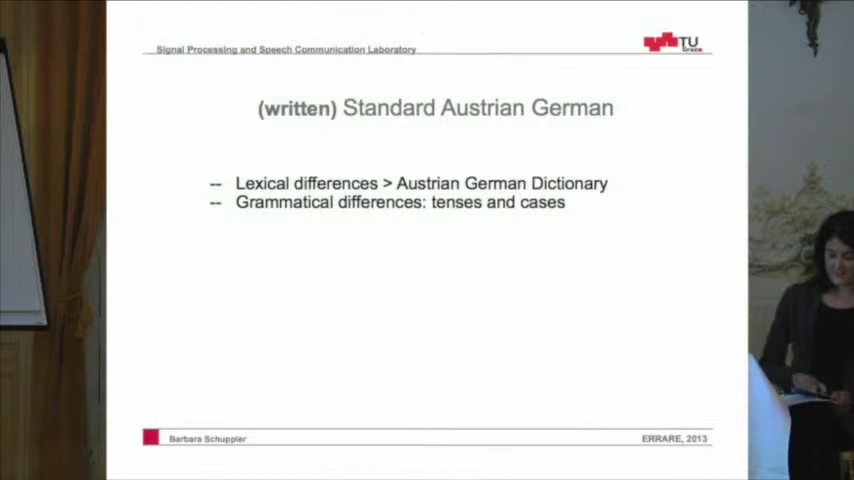 Signal Processing and Speech Communication Laboratory
TU
Graz
(written) Standard Austrian German
-- Lexical differences > Austrian German Dictionary
-- Grammatical differences: tenses and cases
Barbara Schuppler
ERRARE, 2013